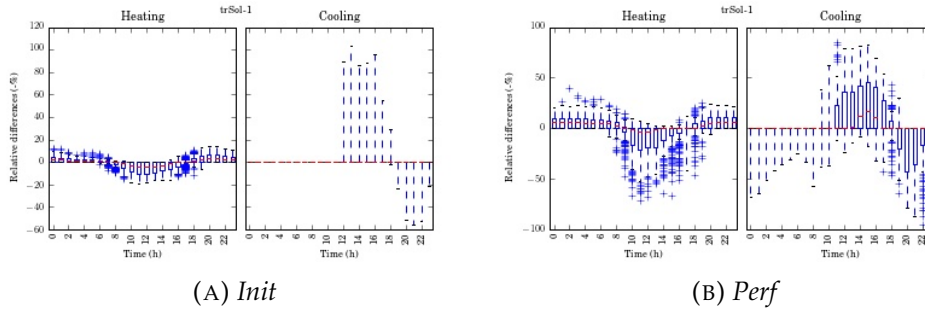 trSol-1
Heating
Cooling
120
100
80
60
40
20
0
−20
−40
−60
Relative differences (-%)
0 2 4 6 8 10 12 14 16 18 20 22
0 2 4 6 8 10 12 14 16 18 20 22
Time (h)
Time (h)
(A) Init
trSol-1
Heating
Cooling
100
50
0
−50
−100
Relative differences (-%)
0 2 4 6 8 10 12 14 16 18 20 22
0 2 4 6 8 10 12 14 16 18 20 22
Time (h)
Time (h)
(B) Perf